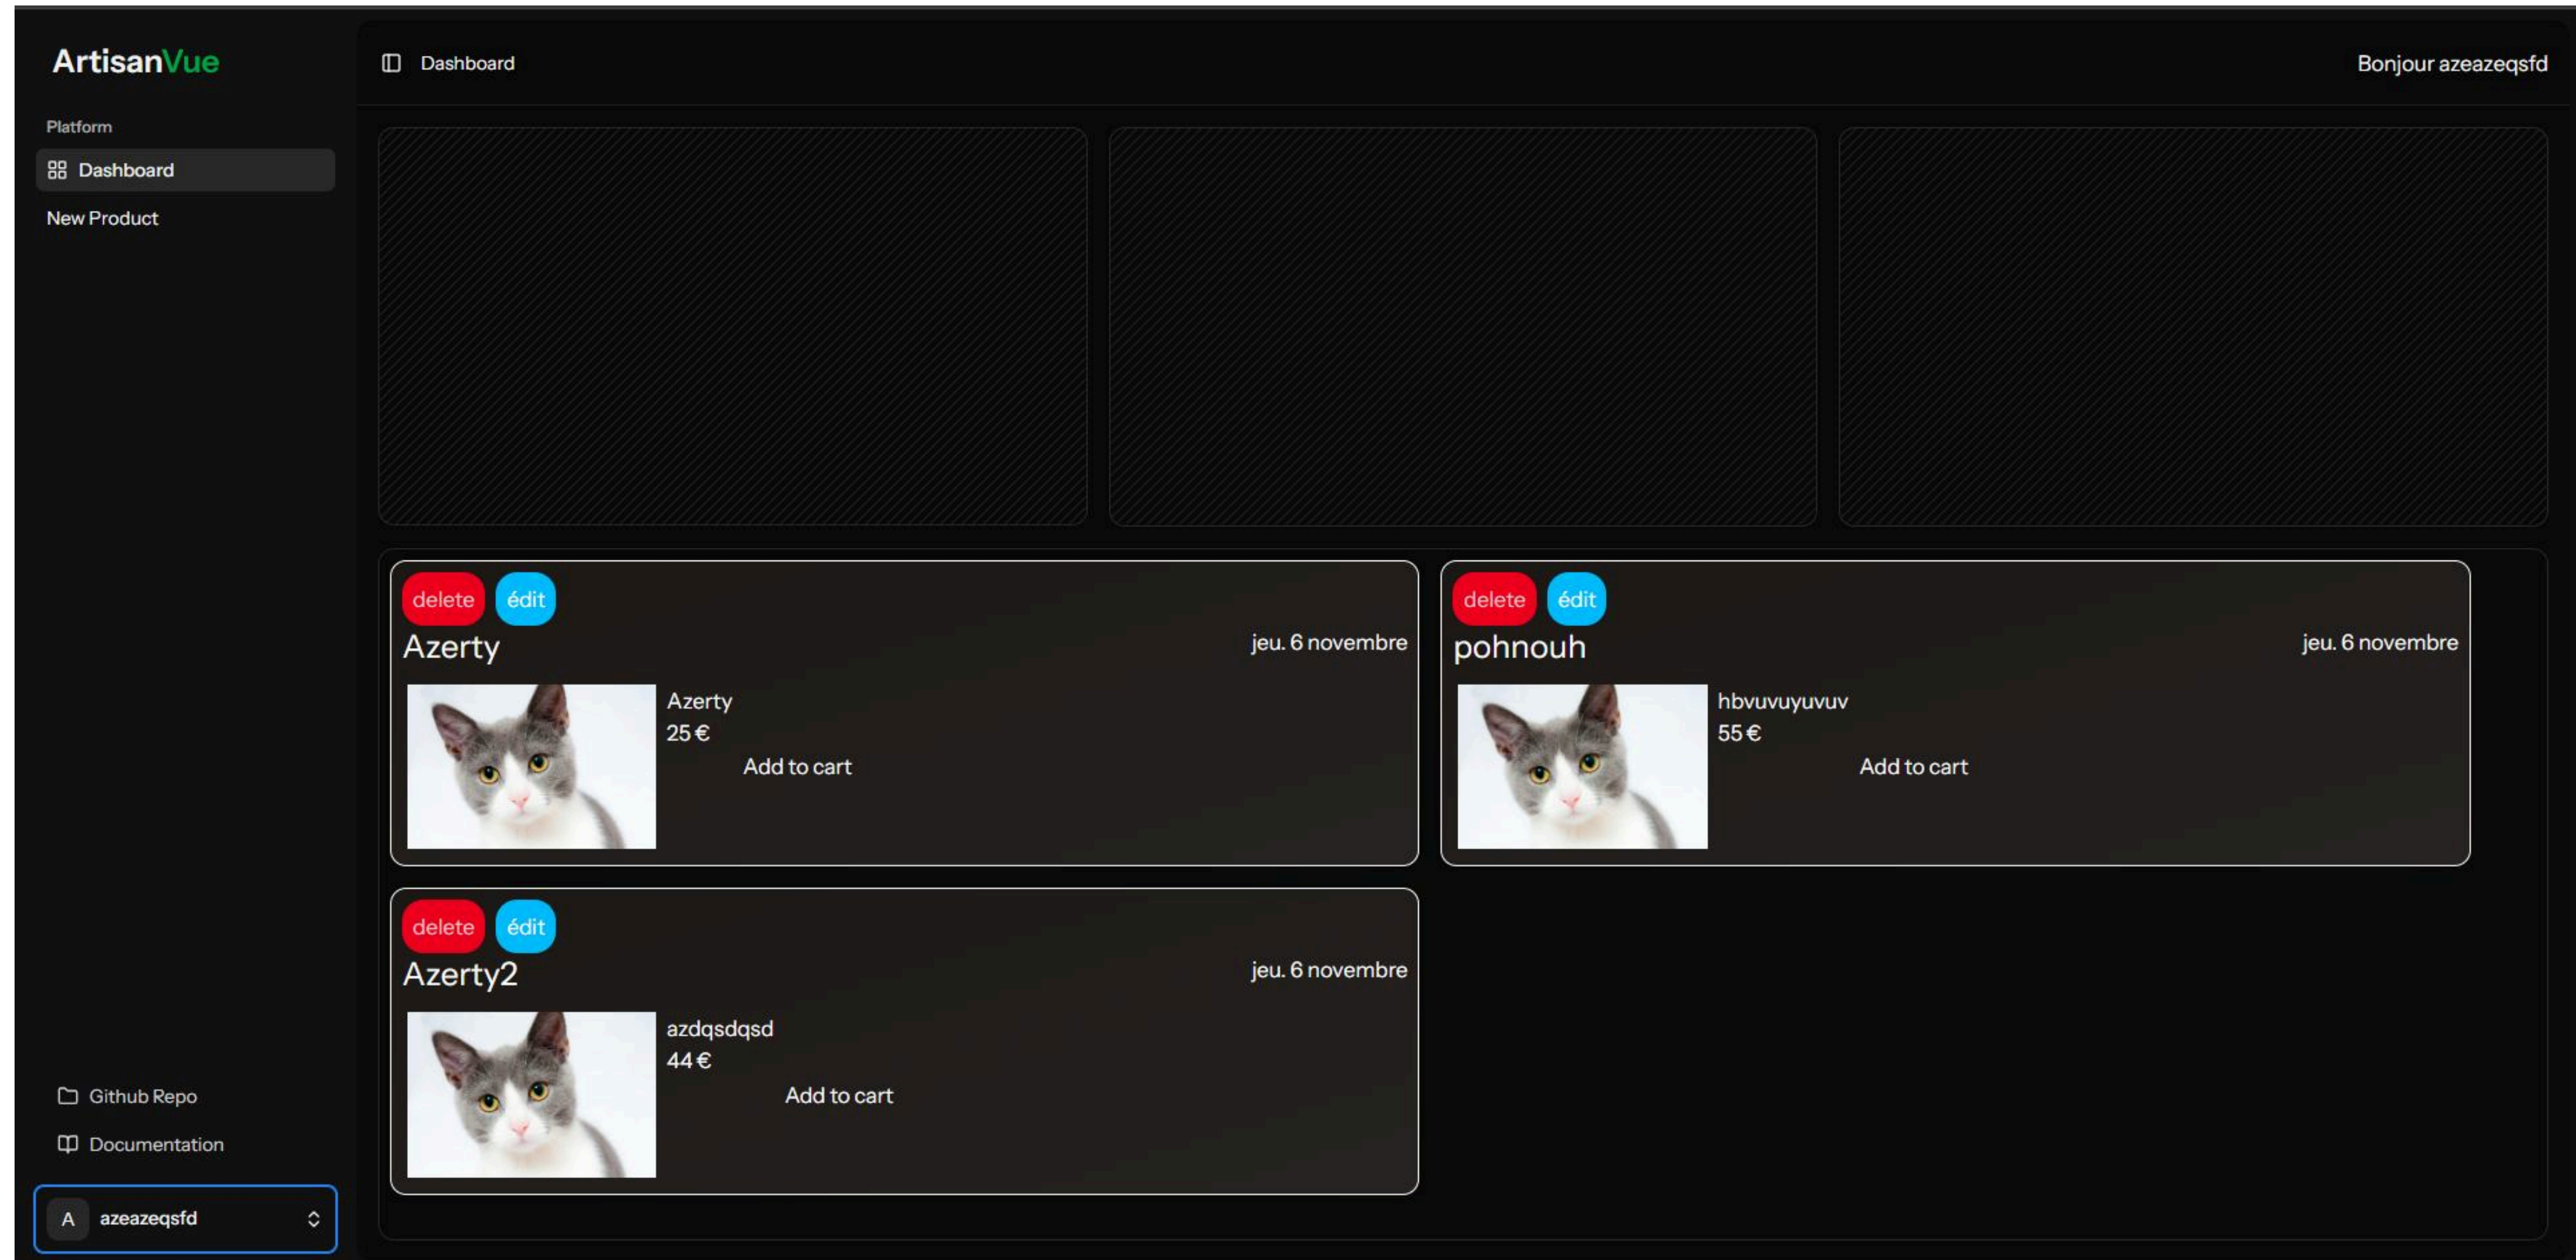 ArtisanVue
Platform
Dashboard
New Product
Github Repo
Documentation
A azeazeqsfd
Dashboard
Bonjour azeazeqsfd
delete édit
Azerty jeu. 6 novembre
Azerty
25 €
Add to cart
delete édit
pohnouh jeu. 6 novembre
hbvuvuyuvuv
55 €
Add to cart
delete édit
Azerty2 jeu. 6 novembre
azdqsdqsd
44 €
Add to cart